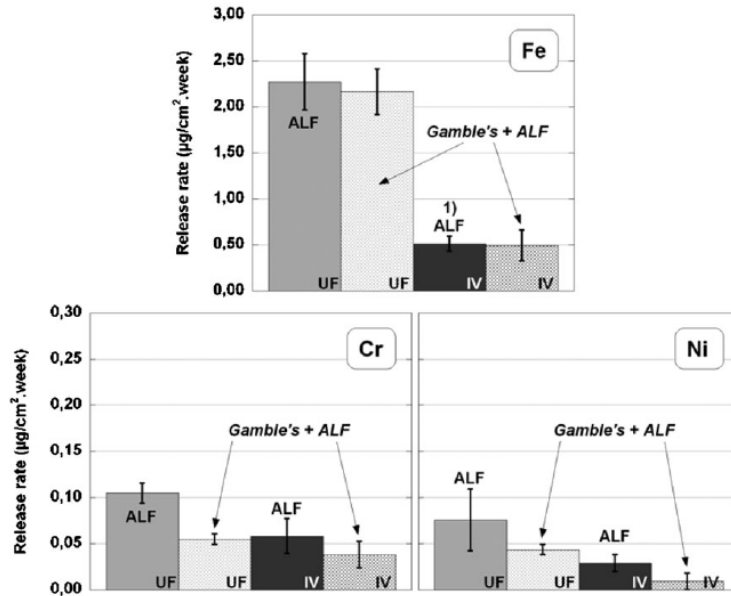 3,00
2,50
2,00
1,50
1,00
0,50
0,00
Release rate (µg/cm².week)
Fe
ALF
Gamble's + ALF
1)
ALF
UF
UF
IV
IV
0,30
0,25
0,20
0,15
0,10
0,05
0,00
Release rate (µg/cm².week)
Cr
Gamble's + ALF
ALF
ALF
UF
UF
IV
IV
Ni
Gamble's + ALF
ALF
ALF
UF
UF
IV
IV